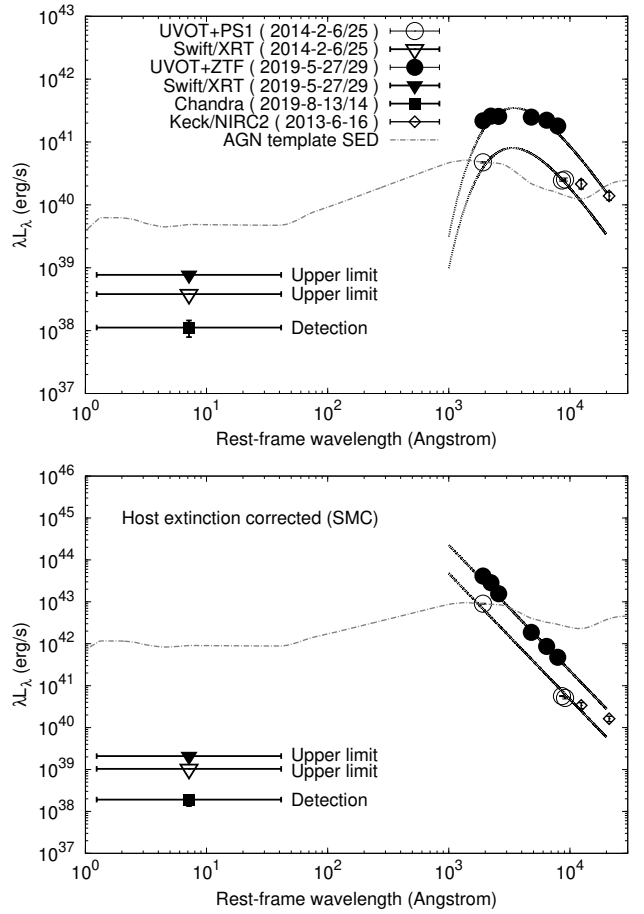 10^43
10^42
10^41
10^40
10^39
10^38
10^37
λL_λ (erg/s)
UVOT+PS1 ( 2014-2-6/25)
Swift/XRT ( 2014-2-6/25)
UVOT+ZTF ( 2019-5-27/29)
Swift/XRT ( 2019-5-27/29)
Chandra ( 2019-8-13/14)
Keck/NIRC2 ( 2013-6-16)
AGN template SED
Upper limit
Upper limit
Detection
10^0 10^1 10^2 10^3 10^4
Rest-frame wavelength (Angstrom)
10^46
10^45
10^44
10^43
10^42
10^41
10^40
10^39
10^38
10^37
λL_λ (erg/s)
Host extinction corrected (SMC)
Upper limit
Upper limit
Detection
10^0 10^1 10^2 10^3 10^4
Rest-frame wavelength (Angstrom)